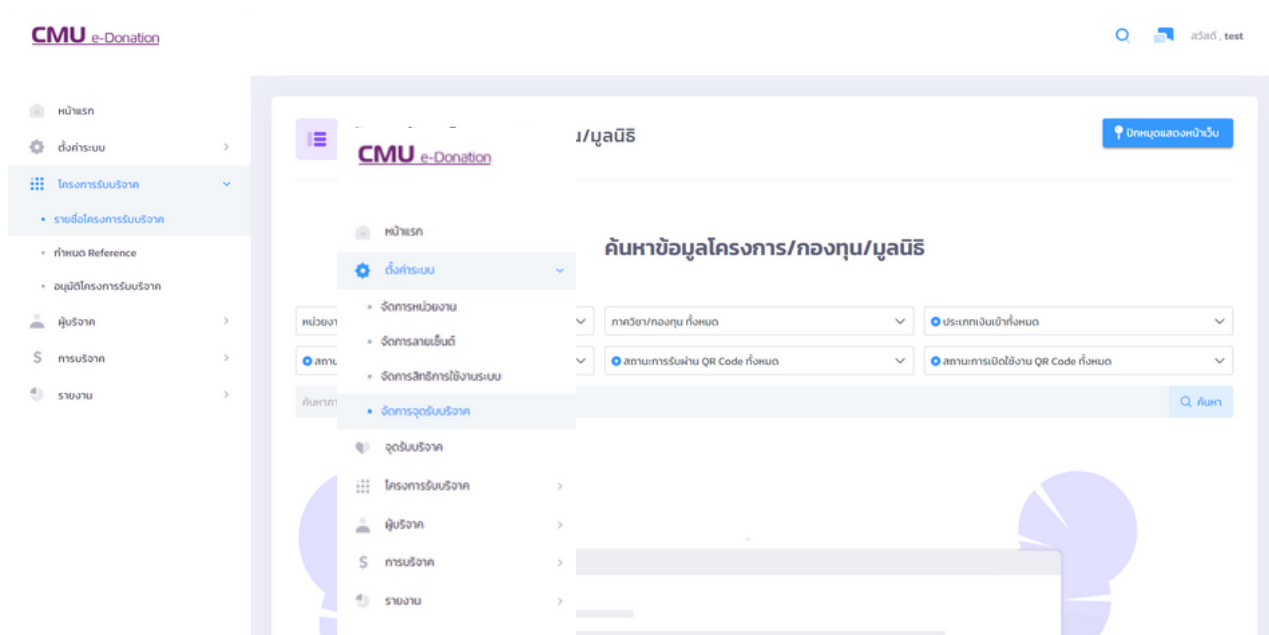 CMU e-Donation
สวัสดี , test
หน้าแรก
ตั้งค่าระบบ
โครงการรับบริจาค
รายชื่อโครงการรับบริจาค
กำหนด Reference
อนุมัติโครงการรับบริจาค
ผู้บริจาค
การบริจาค
รายงาน
CMU e-Donation
หน้าแรก
ตั้งค่าระบบ
จัดการหน่วยงาน
จัดการลายเซ็นต์
จัดการสิทธิการใช้งานระบบ
จัดการจุดรับบริจาค
จุดรับบริจาค
โครงการรับบริจาค
ผู้บริจาค
การบริจาค
รายงาน
/มูลนิธิ
ปักหมุดแสดงหน้าเว็บ
ค้นหาข้อมูลโครงการ/กองทุน/มูลนิธิ
ภาควิชา/กองทุน ทั้งหมด
ประเภทเงินเข้าทั้งหมด
สถานะการรับผ่าน QR Code ทั้งหมด
สถานะการเปิดใช้งาน QR Code ทั้งหมด
ค้นหา